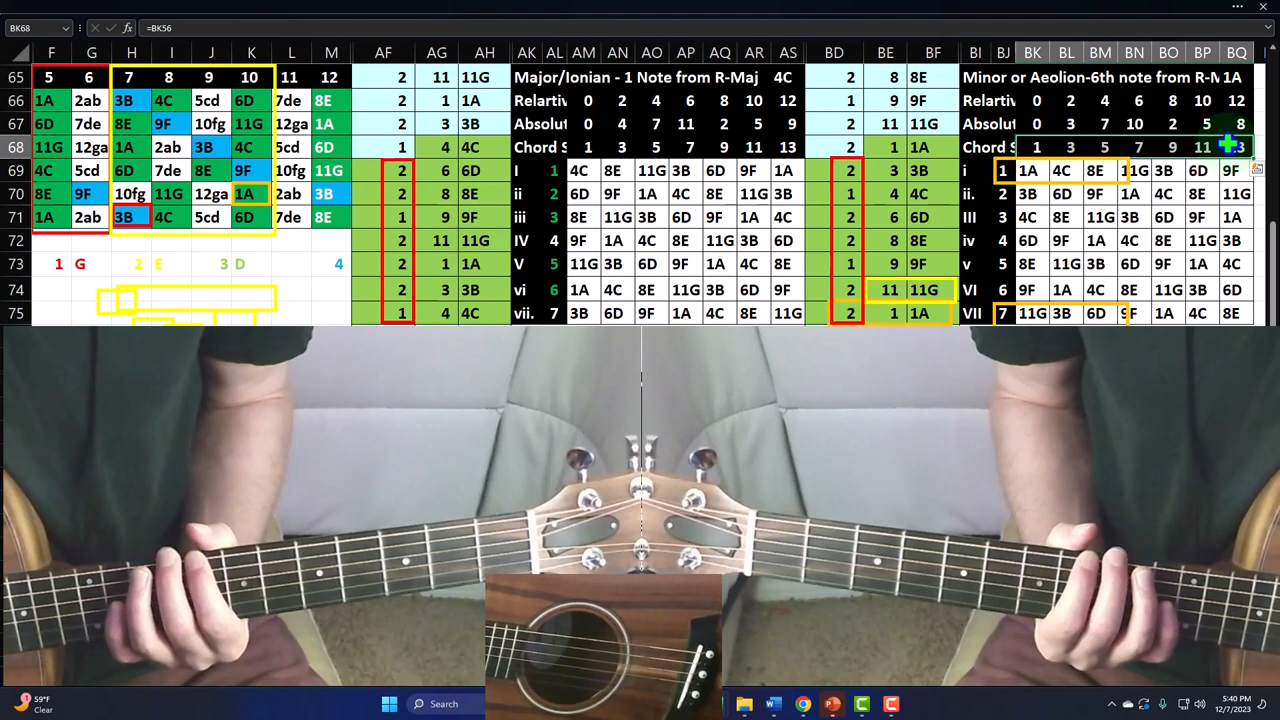 BK68 fx =BK56
F G H I J K L M AF AG AH AK AL AM AN AO AP AQ AR AS BD BE BF BI BJ BK BL BM BN BO BP BQ
65 5 6 7 8 9 10 11 12 2 11 11G Major/Ionian - 1 Note from R-Maj 4C 2 8 8E Minor or Aeolion-6th note from R-M 1A
66 1A 2ab 3B 4C 5cd 6D 7de 8E 2 1 1A Relartiv 0 2 4 6 8 10 12 1 9 9F Relartiv 0 2 4 6 8 10 12
67 6D 7de 8E 9F 10fg 11G 12ga 1A 2 3 3B Absolut 0 4 7 11 2 5 9 2 11 11G Absolut 0 3 7 10 2 5 8
68 11G 12ga 1A 2ab 3B 4C 5cd 6D 1 4 4C Chord S 1 3 5 7 9 11 13 2 1 1A Chord S 1 3 5 7 9 11 13
69 4C 5cd 6D 7de 8E 9F 10fg 11G 2 6 6D I 1 4C 8E 11G 3B 6D 9F 1A 2 3 3B i 1 1A 4C 8E 11G 3B 6D 9F
70 8E 9F 10fg 11G 12ga 1A 2ab 3B 2 8 8E ii 2 6D 9F 1A 4C 8E 11G 3B 1 4 4C ii. 2 3B 6D 9F 1A 4C 8E 11G
71 1A 2ab 3B 4C 5cd 6D 7de 8E 1 9 9F iii 3 8E 11G 3B 6D 9F 1A 4C 2 6 6D III 3 4C 8E 11G 3B 6D 9F 1A
72 2 11 11G IV 4 9F 1A 4C 8E 11G 3B 6D 2 8 8E iv 4 6D 9F 1A 4C 8E 11G 3B
73 1 G 2 E 3 D 4 2 1 1A V 5 11G 3B 6D 9F 1A 4C 8E 1 9 9F v 5 8E 11G 3B 6D 9F 1A 4C
74 2 3 3B vi 6 1A 4C 8E 11G 3B 6D 9F 2 11 11G VI 6 9F 1A 4C 8E 11G 3B 6D
75 1 4 4C vii. 7 3B 6D 9F 1A 4C 8E 11G 2 1 1A VII 7 11G 3B 6D 9F 1A 4C 8E
1 59°F
Clear
Search
5:40 PM
12/7/2023